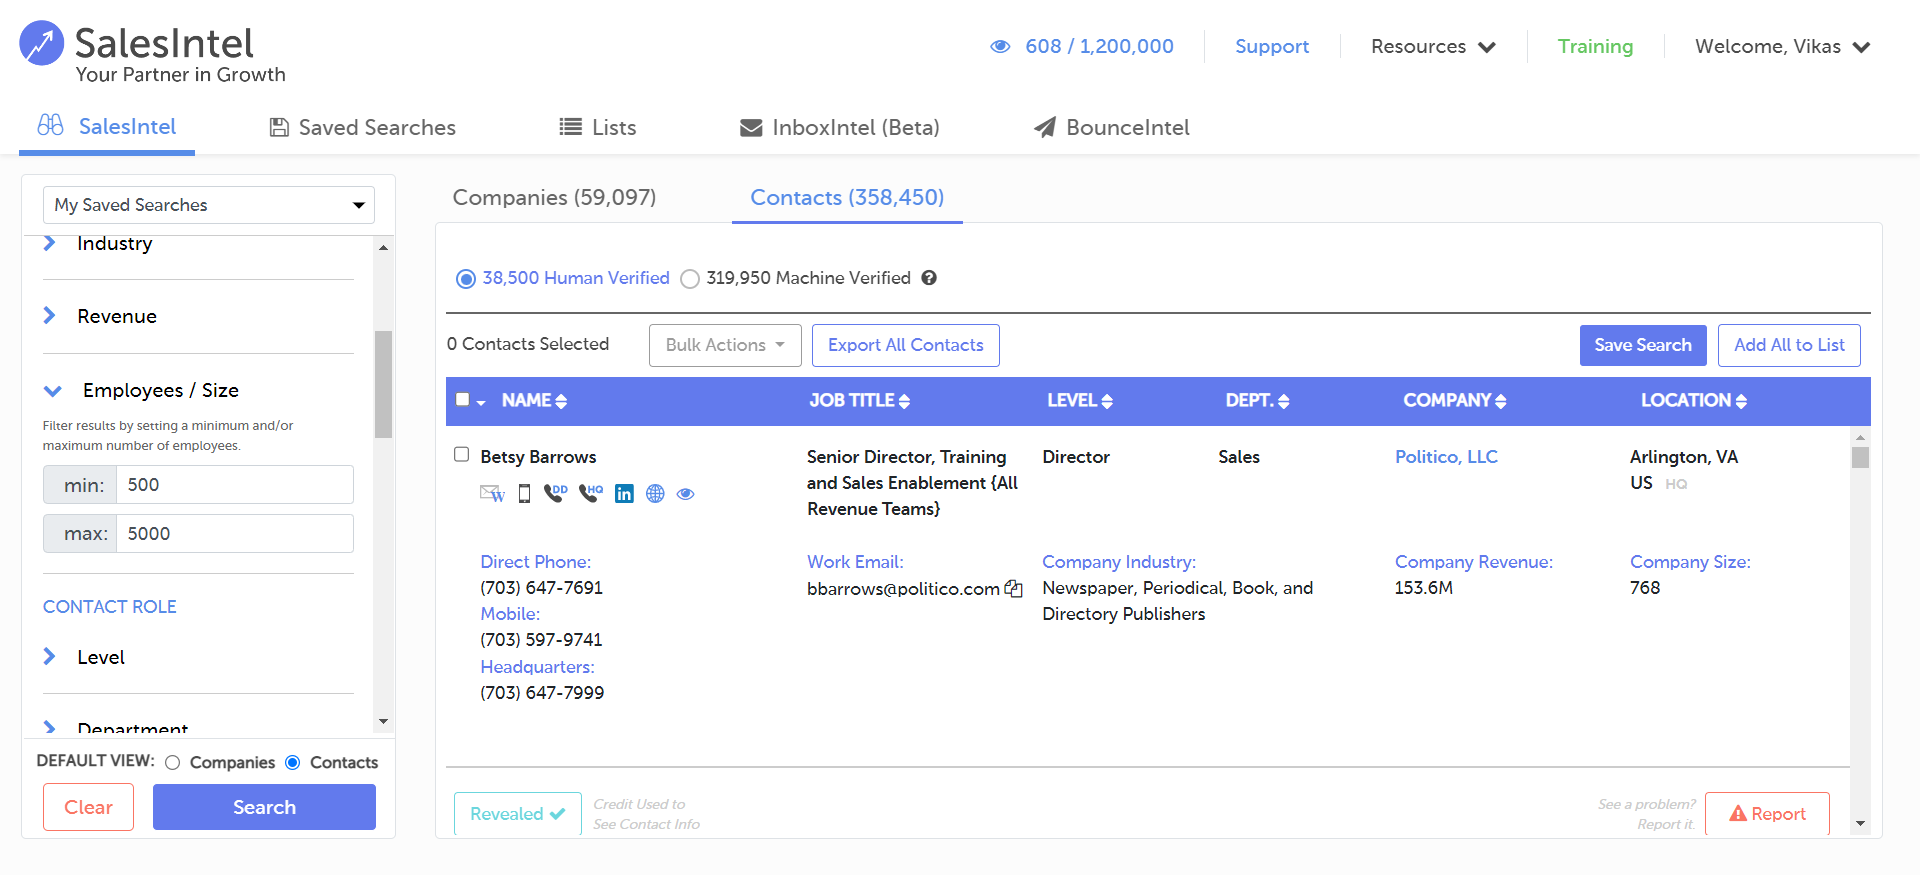 SalesIntel
Your Partner in Growth
608 / 1,200,000
Support
Resources
Training
Welcome, Vikas
SalesIntel
Saved Searches
Lists
InboxIntel (Beta)
BounceIntel
My Saved Searches
Industry
Revenue
Employees / Size
Filter results by setting a minimum and/or
maximum number of employees.
min: 500
max: 5000
CONTACT ROLE
Level
Department
DEFAULT VIEW: Companies Contacts
Clear
Search
Companies (59,097)
Contacts (358,450)
38,500 Human Verified
319,950 Machine Verified ?
0 Contacts Selected
Bulk Actions
Export All Contacts
Save Search
Add All to List
NAME JOB TITLE LEVEL DEPT. COMPANY LOCATION
Betsy Barrows
W DD HQ in
Senior Director, Training
and Sales Enablement {All
Revenue Teams}
Director
Sales
Politico, LLC
Arlington, VA
US HQ
Direct Phone:
(703) 647-7691
Mobile:
(703) 597-9741
Headquarters:
(703) 647-7999
Work Email:
bbarrows@politico.com
Company Industry:
Newspaper, Periodical, Book, and
Directory Publishers
Company Revenue:
153.6M
Company Size:
768
Revealed
Credit Used to
See Contact Info
See a problem?
Report it.
Report